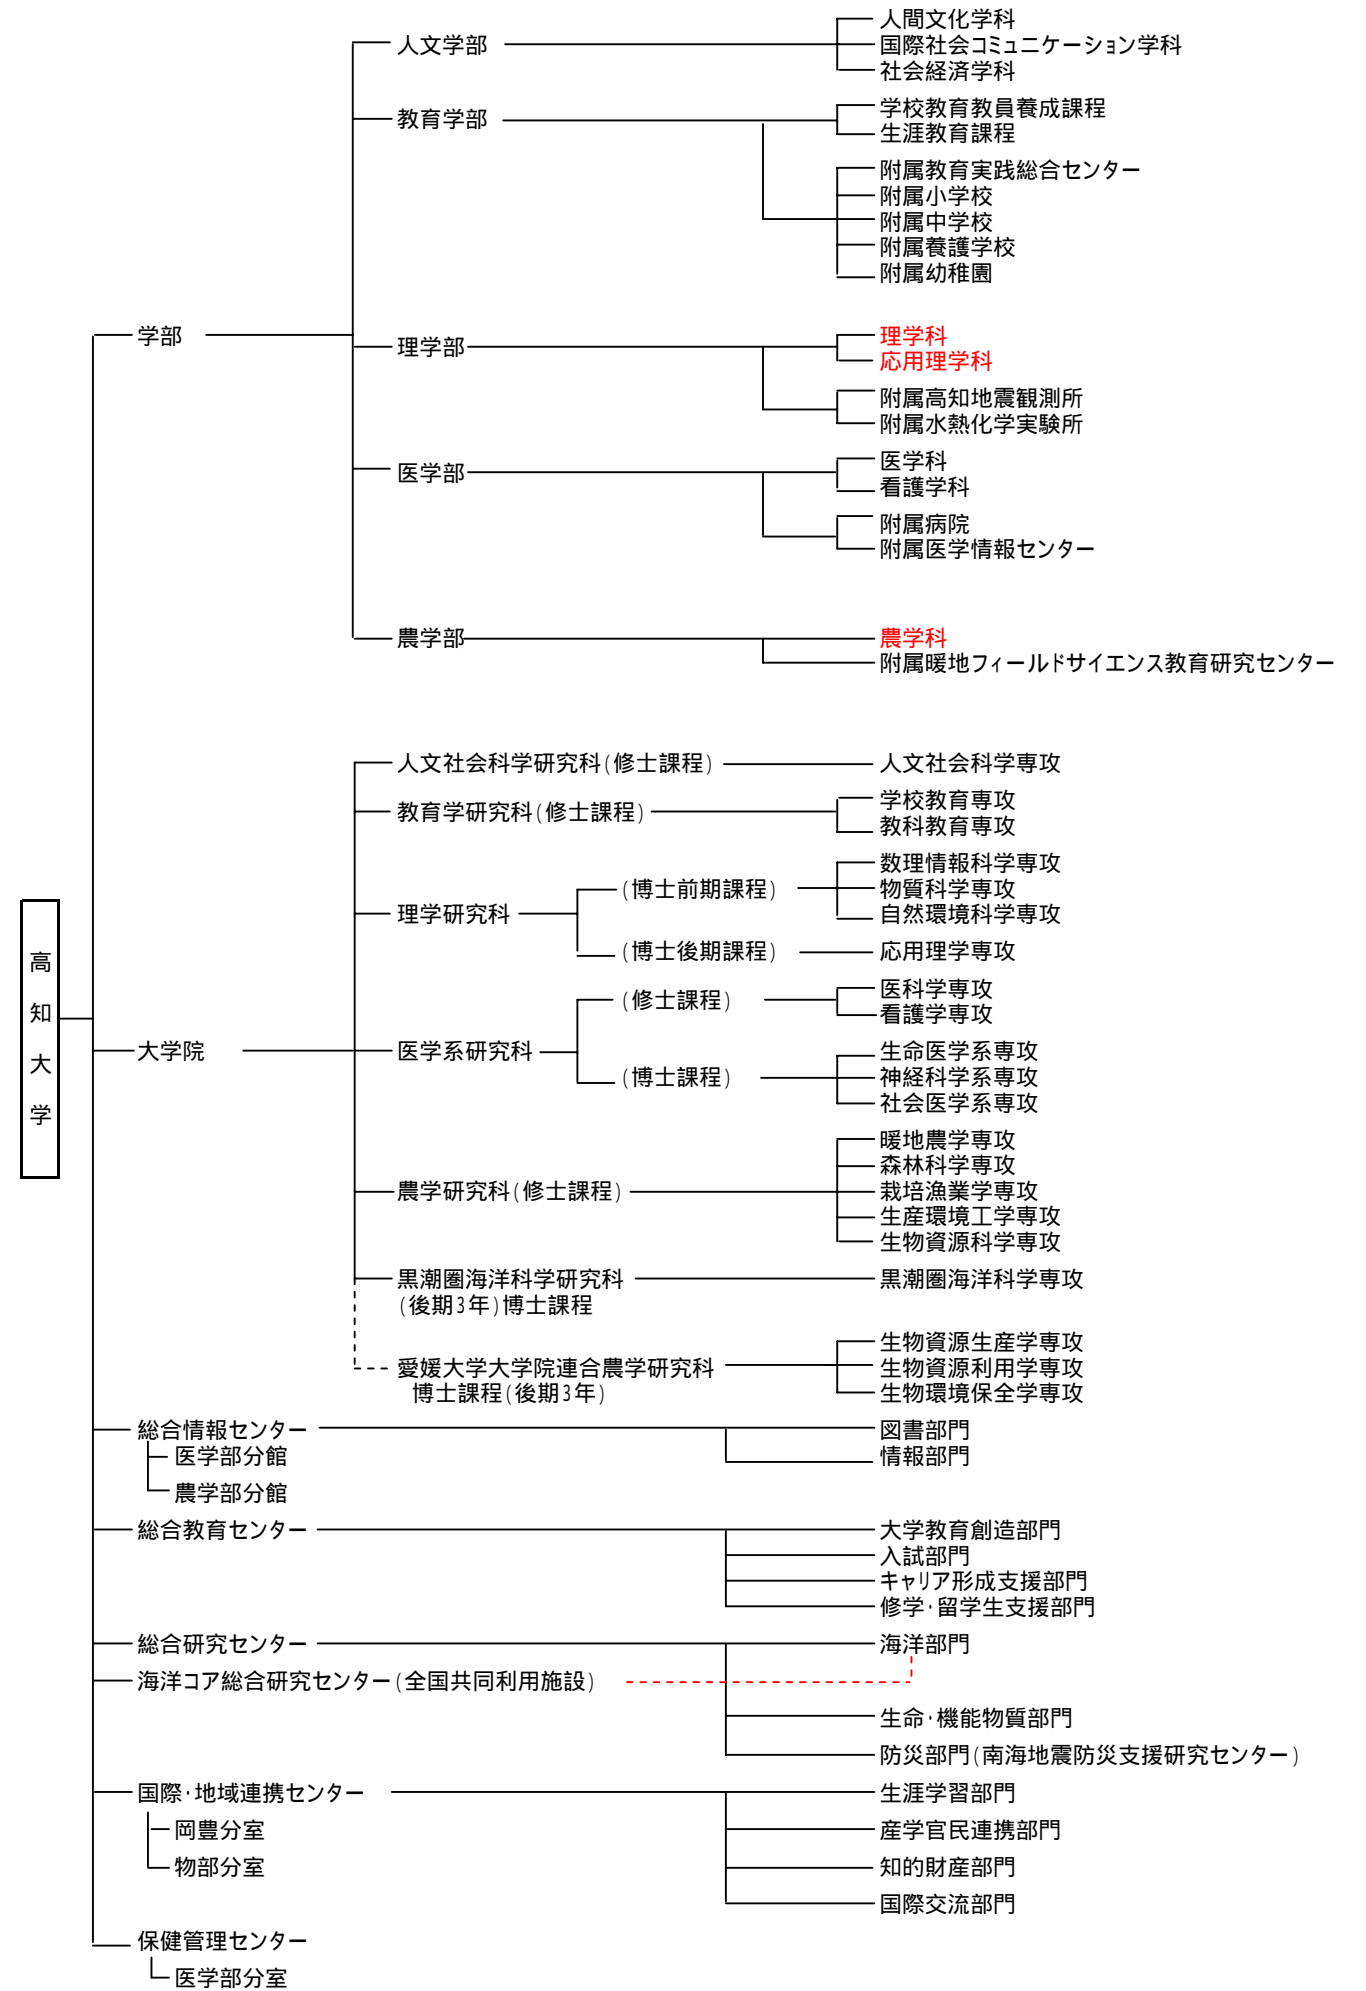 人文学部
人間文化学科
国際社会コミュニケーション学科
社会経済学科
教育学部
学校教育教員養成課程
生涯教育課程
附属教育実践総合センター
附属小学校
附属中学校
附属養護学校
附属幼稚園
学部
理学部
理学科
応用理学科
附属高知地震観測所
附属水熱化学実験所
医学部
医学科
看護学科
附属病院
附属医学情報センター
農学部
農学科
附属暖地フィールドサイエンス教育研究センター
人文社会科学研究科(修士課程)
人文社会科学専攻
教育学研究科(修士課程)
学校教育専攻
教科教育専攻
理学研究科
(博士前期課程)
数理情報科学専攻
物質科学専攻
自然環境科学専攻
(博士後期課程)
応用理学専攻
高知大学
大学院
医学系研究科
(修士課程)
医科学専攻
看護学専攻
(博士課程)
生命医学系専攻
神経科学系専攻
社会医学系専攻
農学研究科(修士課程)
暖地農学専攻
森林科学専攻
栽培漁業学専攻
生産環境工学専攻
生物資源科学専攻
黒潮圏海洋科学研究科
(後期3年)博士課程
黒潮圏海洋科学専攻
愛媛大学大学院連合農学研究科
博士課程(後期3年)
生物資源生産学専攻
生物資源利用学専攻
生物環境保全学専攻
総合情報センター
医学部分館
農学部分館
図書部門
情報部門
総合教育センター
大学教育創造部門
入試部門
キャリア形成支援部門
修学・留学生支援部門
総合研究センター
海洋部門
海洋コア総合研究センター(全国共同利用施設)
生命・機能物質部門
防災部門(南海地震防災支援研究センター)
国際・地域連携センター
岡豊分室
物部分室
生涯学習部門
産学官民連携部門
知的財産部門
国際交流部門
保健管理センター
医学部分室